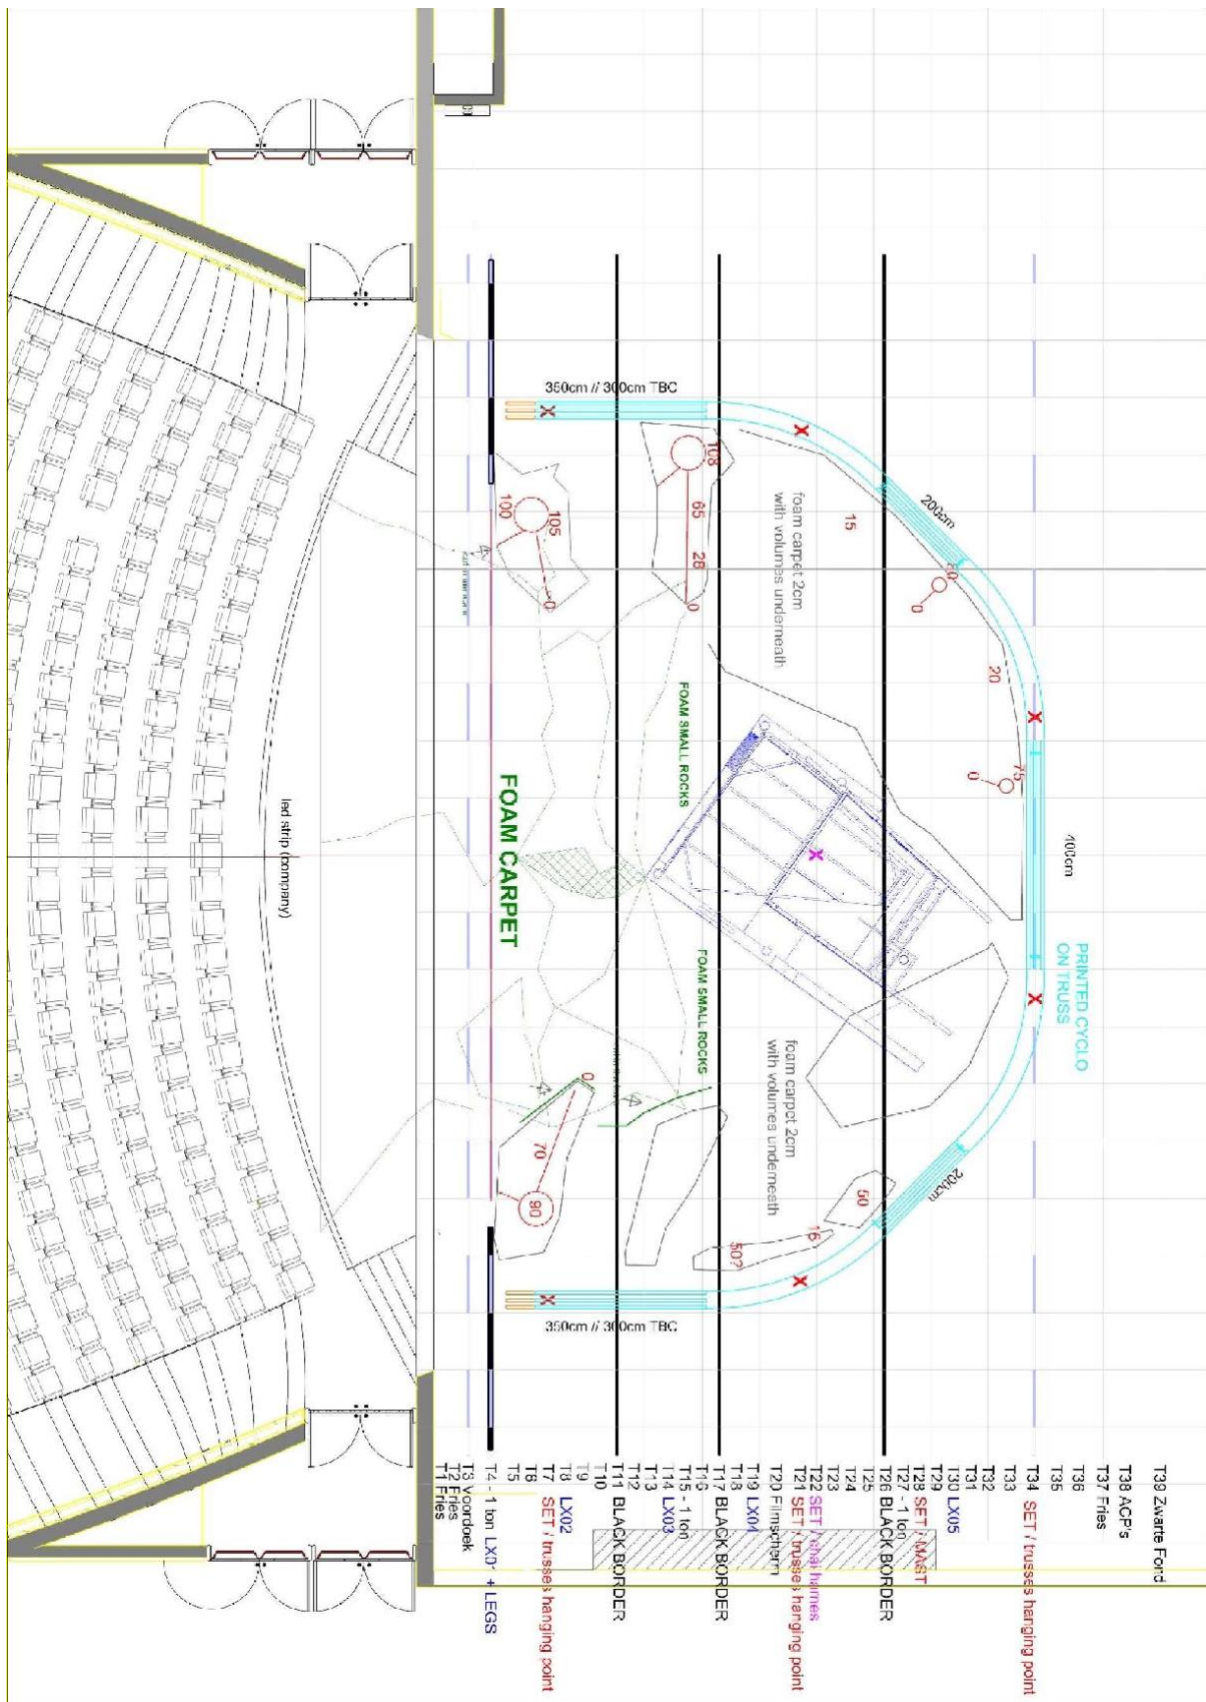 350cm // 300cm TBC
108
65
28
0
105
100
0
foam carpet 2cm
with volumes underneath
15
200cm
0
20
75
0
400cm
PRINTED CYCLO
ON TRUSS
FOAM SMALL ROCKS
FOAM CARPET
led strip (company)
FOAM SMALL ROCKS
foam carpet 2cm
with volumes underneath
0
70
90
50
16
50?
200cm
350cm // 300cm TBC
T39 Zwarte Fond
T38 ACP's
T37 Fries
T36
T35
T34 SET / trusses hanging point
T33
T32
T31
T30 LX05
T29
T28 SET / MAST
T27 - 1 ton
T26 BLACK BORDER
T25
T24
T23
T22 SET /
T21 SET / trusses hanging point
T20 Filmscherm
T19 LX04
T18
T17 BLACK BORDER
T16
T15 - 1 ton
T14 LX03
T13
T12
T11 BLACK BORDER
T10
T9
T8 LX02
T7 SET / trusses hanging point
T6
T5
T4 - 1 ton LX01 + LEGS
T3 Voordoek
T2 Fries
T1 Fries